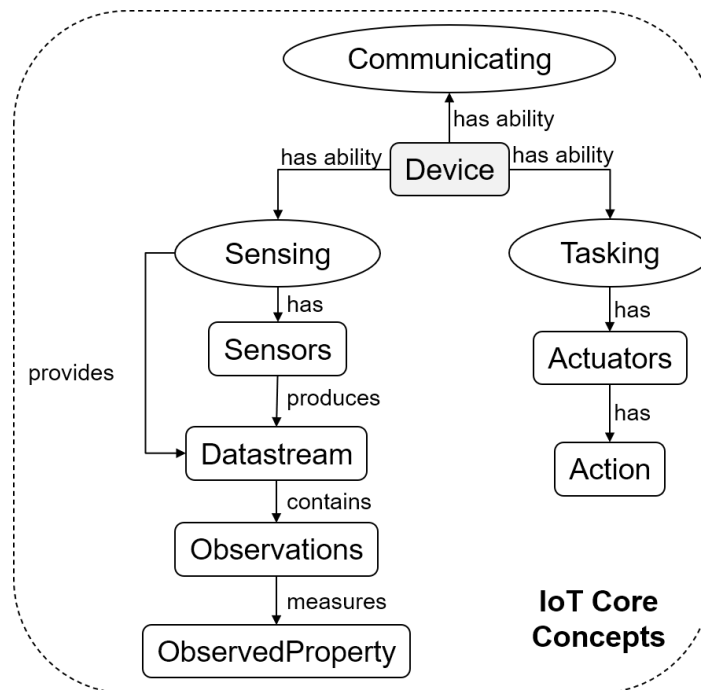 Communicating
has ability
has ability
Device
has ability
Sensing
Tasking
has
has
Sensors
Actuators
provides
produces
has
Datastream
Action
contains
Observations
measures
IoT Core
Concepts
ObservedProperty